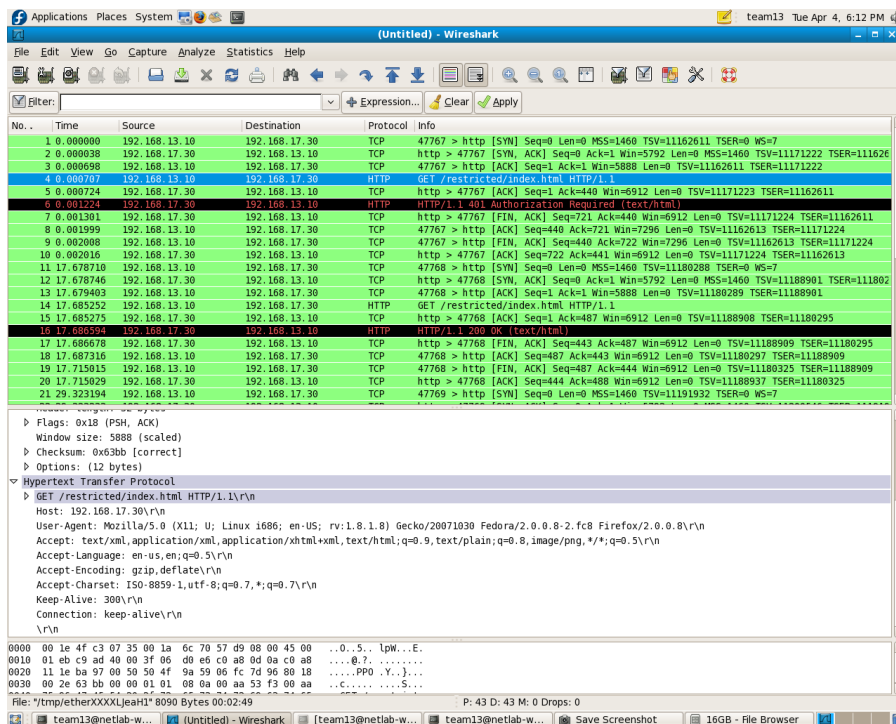 Applications Places System team13 Tue Apr 4, 6:12 PM
(Untitled) - Wireshark
File Edit View Go Capture Analyze Statistics Help
Filter: Expression... Clear Apply
No. . Time Source Destination Protocol Info
1 0.000000 192.168.13.10 192.168.17.30 TCP 47767 > http [SYN] Seq=0 Len=0 MSS=1460 TSV=11162611 TSER=0 WS=7
2 0.000038 192.168.17.30 192.168.13.10 TCP http > 47767 [SYN, ACK] Seq=0 Ack=1 Win=5792 Len=0 MSS=1460 TSV=11171222 TSER=111626
3 0.000698 192.168.13.10 192.168.17.30 TCP 47767 > http [ACK] Seq=1 Ack=1 Win=5888 Len=0 TSV=11162611 TSER=11171222
4 0.000707 192.168.13.10 192.168.17.30 HTTP GET /restricted/index.html HTTP/1.1
5 0.000724 192.168.17.30 192.168.13.10 TCP http > 47767 [ACK] Seq=1 Ack=440 Win=6912 Len=0 TSV=11171223 TSER=11162611
6 0.001224 192.168.17.30 192.168.13.10 HTTP HTTP/1.1 401 Authorization Required (text/html)
7 0.001301 192.168.17.30 192.168.13.10 TCP http > 47767 [FIN, ACK] Seq=721 Ack=440 Win=6912 Len=0 TSV=11171224 TSER=11162611
8 0.001999 192.168.13.10 192.168.17.30 TCP 47767 > http [ACK] Seq=440 Ack=721 Win=7296 Len=0 TSV=11162613 TSER=11171224
9 0.002008 192.168.13.10 192.168.17.30 TCP 47767 > http [FIN, ACK] Seq=440 Ack=722 Win=7296 Len=0 TSV=11162613 TSER=11171224
10 0.002016 192.168.17.30 192.168.13.10 TCP http > 47767 [ACK] Seq=722 Ack=441 Win=6912 Len=0 TSV=11171224 TSER=11162613
11 17.678710 192.168.13.10 192.168.17.30 TCP 47768 > http [SYN] Seq=0 Len=0 MSS=1460 TSV=11180288 TSER=0 WS=7
12 17.678746 192.168.17.30 192.168.13.10 TCP http > 47768 [SYN, ACK] Seq=0 Ack=1 Win=5792 Len=0 MSS=1460 TSV=11188901 TSER=111802
13 17.679403 192.168.13.10 192.168.17.30 TCP 47768 > http [ACK] Seq=1 Ack=1 Win=5888 Len=0 TSV=11180289 TSER=11188901
14 17.685252 192.168.13.10 192.168.17.30 HTTP GET /restricted/index.html HTTP/1.1
15 17.685275 192.168.17.30 192.168.13.10 TCP http > 47768 [ACK] Seq=1 Ack=487 Win=6912 Len=0 TSV=11188908 TSER=11180295
16 17.686594 192.168.17.30 192.168.13.10 HTTP HTTP/1.1 200 OK (text/html)
17 17.686678 192.168.17.30 192.168.13.10 TCP http > 47768 [FIN, ACK] Seq=443 Ack=487 Win=6912 Len=0 TSV=11188909 TSER=11180295
18 17.687316 192.168.13.10 192.168.17.30 TCP 47768 > http [ACK] Seq=487 Ack=443 Win=6912 Len=0 TSV=11180297 TSER=11188909
19 17.715015 192.168.13.10 192.168.17.30 TCP 47768 > http [FIN, ACK] Seq=487 Ack=444 Win=6912 Len=0 TSV=11180325 TSER=11188909
20 17.715029 192.168.17.30 192.168.13.10 TCP http > 47768 [ACK] Seq=444 Ack=488 Win=6912 Len=0 TSV=11188937 TSER=11180325
21 29.323194 192.168.13.10 192.168.17.30 TCP 47769 > http [SYN] Seq=0 Len=0 MSS=1460 TSV=11191932 TSER=0 WS=7
Flags: 0x18 (PSH, ACK)
Window size: 5888 (scaled)
Checksum: 0x63bb [correct]
Options: (12 bytes)
Hypertext Transfer Protocol
GET /restricted/index.html HTTP/1.1\r\n
Host: 192.168.17.30\r\n
User-Agent: Mozilla/5.0 (X11; U; Linux i686; en-US; rv:1.8.1.8) Gecko/20071030 Fedora/2.0.0.8-2.fc8 Firefox/2.0.0.8\r\n
Accept: text/xml,application/xml,application/xhtml+xml,text/html;q=0.9,text/plain;q=0.8,image/png,*/*;q=0.5\r\n
Accept-Language: en-us,en;q=0.5\r\n
Accept-Encoding: gzip,deflate\r\n
Accept-Charset: ISO-8859-1,utf-8;q=0.7,*;q=0.7\r\n
Keep-Alive: 300\r\n
Connection: keep-alive\r\n
\r\n
0000 00 1e 4f c3 07 35 00 1a 6c 70 57 d9 08 00 45 00 ..O..5.. lpW...E.
0010 01 eb c9 ad 40 00 3f 06 d0 e6 c0 a8 0d 0a c0 a8 ....@.?. ........
0020 11 1e ba 97 00 50 50 4f 9a 59 06 fc 7d 96 80 18 .....PPO .Y..}...
0030 00 2e 63 bb 00 00 01 01 08 0a 00 aa 53 f3 00 aa ..c..... ....S...
File: "/tmp/etherXXXXLJeaH1" 8090 Bytes 00:02:49 P: 43 D: 43 M: 0 Drops: 0
team13@netlab-w... (Untitled) - Wireshark [team13@netlab-w... team13@netlab-w... Save Screenshot 16GB - File Browser